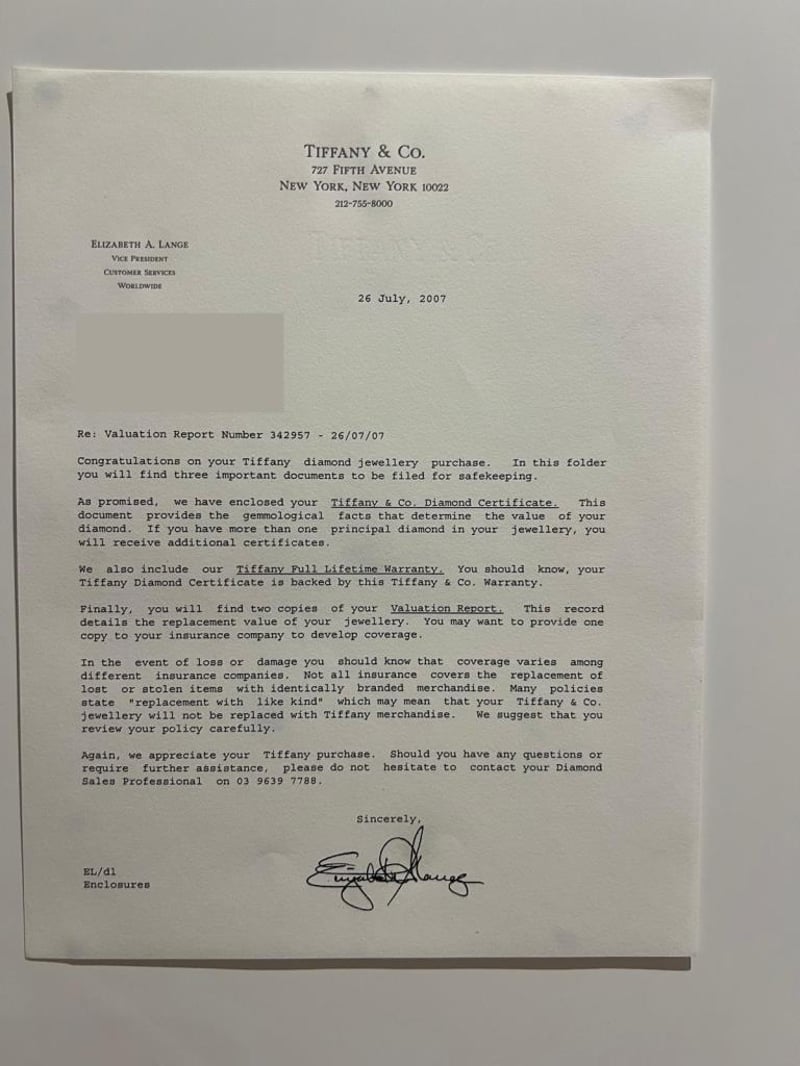 TIFFANY & CO.
727 FIFTH AVENUE
NEW YORK, NEW YORK 10022
212-755-8000
ELIZABETH A. LANGE
VICE PRESIDENT
CUSTOMER SERVICES
WORLDWIDE
26 July, 2007
Re: Valuation Report Number 342957 - 26/07/07
Congratulations on your Tiffany diamond jewellery purchase. In this folder
you will find three important documents to be filed for safekeeping.
As promised, we have enclosed your Tiffany & Co. Diamond Certificate. This
document provides the gemmological facts that determine the value of your
diamond. If you have more than one principal diamond in your jewellery, you
will receive additional certificates.
We also include our Tiffany Full Lifetime Warranty. You should know, your
Tiffany Diamond Certificate is backed by this Tiffany & Co. Warranty.
Finally, you will find two copies of your Valuation Report. This record
details the replacement value of your jewellery. You may want to provide one
copy to your insurance company to develop coverage.
In the event of loss or damage you should know that coverage varies among
different insurance companies. Not all insurance covers the replacement of
lost or stolen items with identically branded merchandise. Many policies
state "replacement with like kind" which may mean that your Tiffany & Co.
jewellery will not be replaced with Tiffany merchandise. We suggest that you
review your policy carefully.
Again, we appreciate your Tiffany purchase. Should you have any questions or
require further assistance, please do not hesitate to contact your Diamond
Sales Professional on 03 9639 7788.
Sincerely,
Elizabeth A Lange
EL/dl
Enclosures